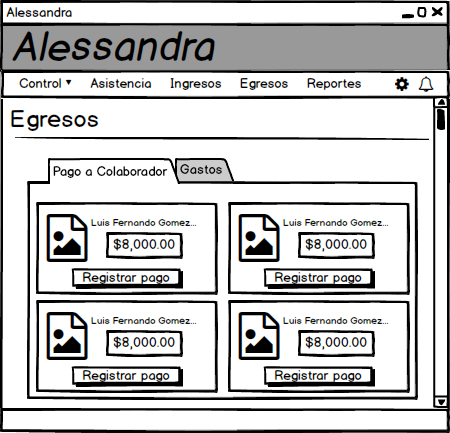 Alessandra
Alessandra
Control Asistencia Ingresos Egresos Reportes
Egresos
Pago a Colaborador Gastos
Luis Fernando Gomez...
$8,000.00
Registrar pago
Luis Fernando Gomez...
$8,000.00
Registrar pago
Luis Fernando Gomez...
$8,000.00
Registrar pago
Luis Fernando Gomez...
$8,000.00
Registrar pago